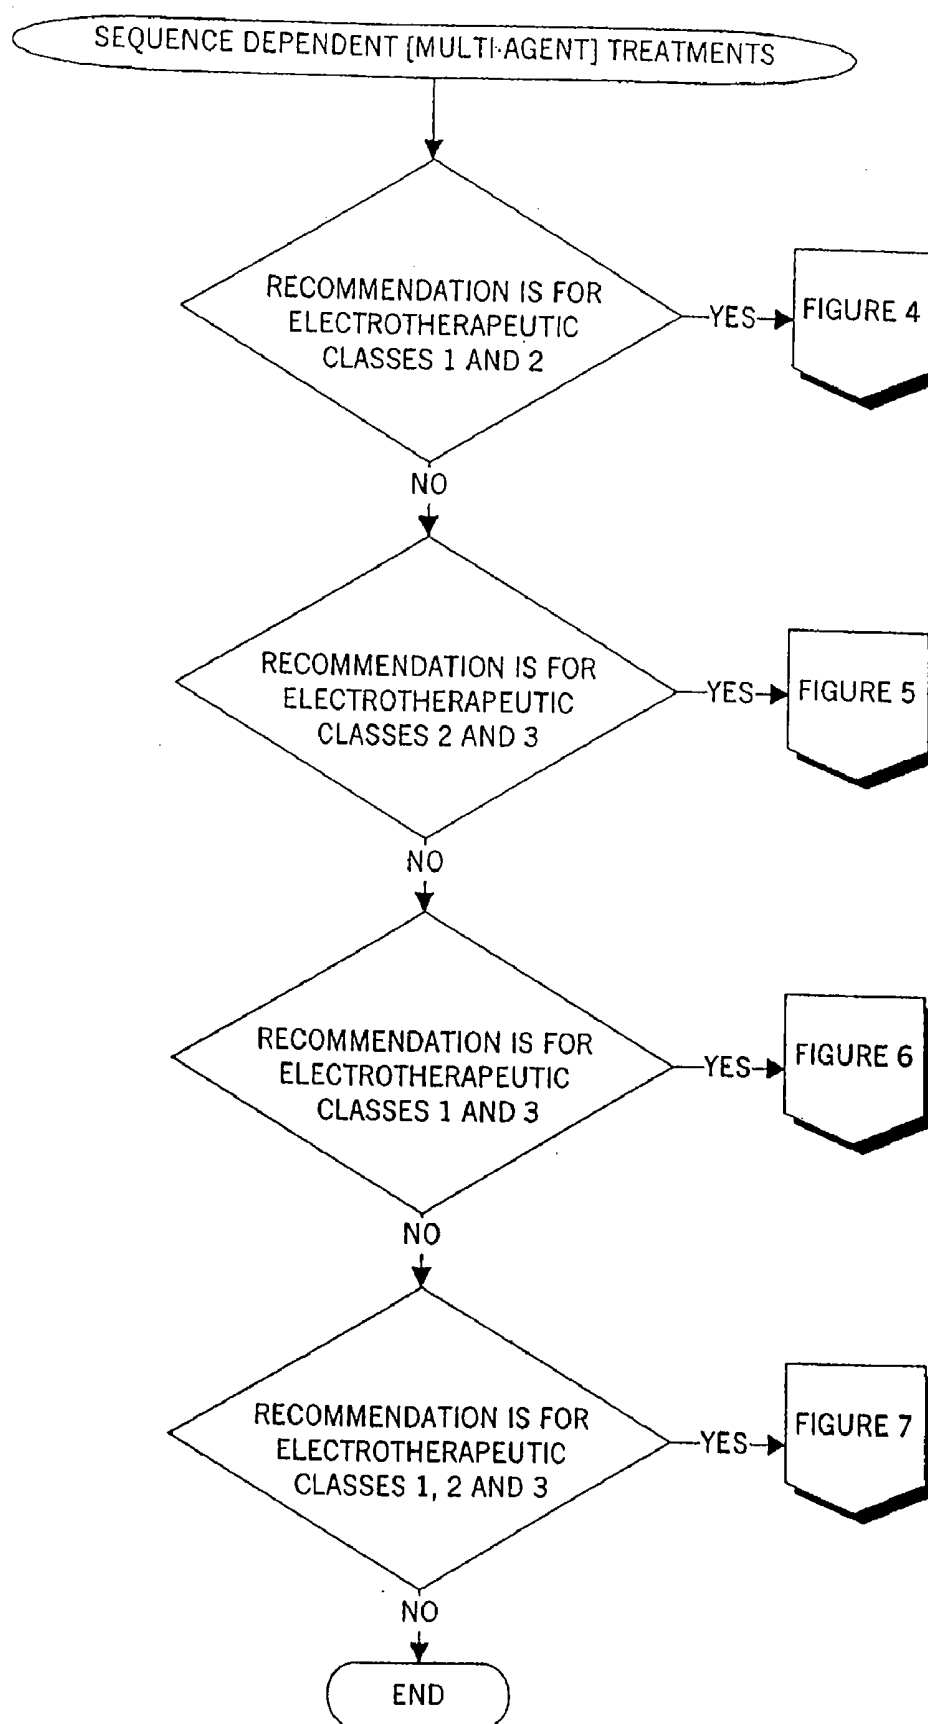 SEQUENCE DEPENDENT [MULTI-AGENT] TREATMENTS
RECOMMENDATION IS FOR
ELECTROTHERAPEUTIC
CLASSES 1 AND 2
YES
FIGURE 4
NO
RECOMMENDATION IS FOR
ELECTROTHERAPEUTIC
CLASSES 2 AND 3
YES
FIGURE 5
NO
RECOMMENDATION IS FOR
ELECTROTHERAPEUTIC
CLASSES 1 AND 3
YES
FIGURE 6
NO
RECOMMENDATION IS FOR
ELECTROTHERAPEUTIC
CLASSES 1, 2 AND 3
YES
FIGURE 7
NO
END